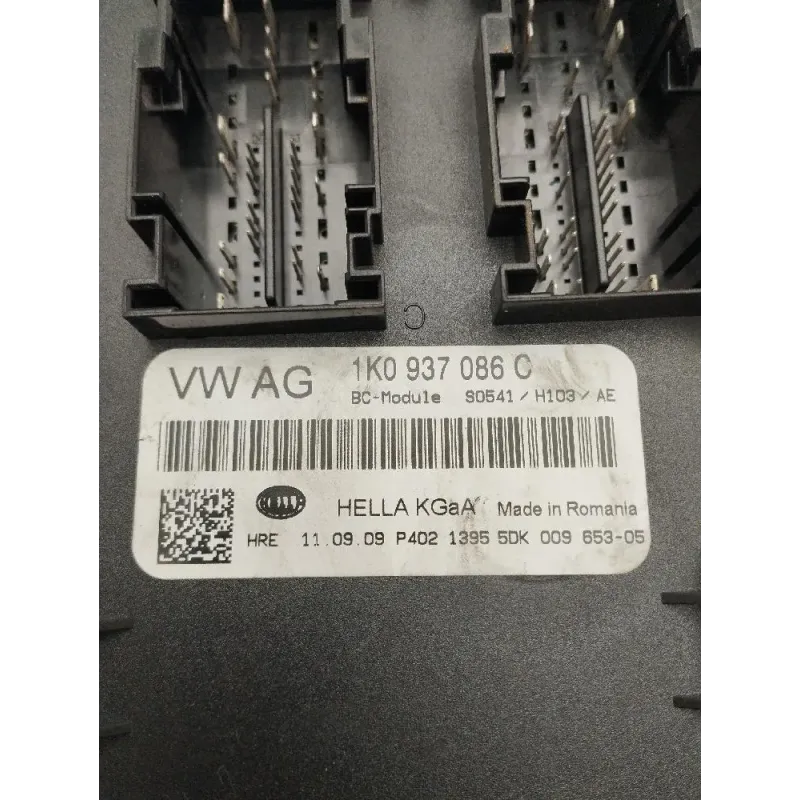 C
VW AG 1K0 937 086 C
BC-Module S0541 / H103 / AE
HELLA KGaA Made in Romania
HRE 11.09.09 P402 1395 5DK 009 653-05